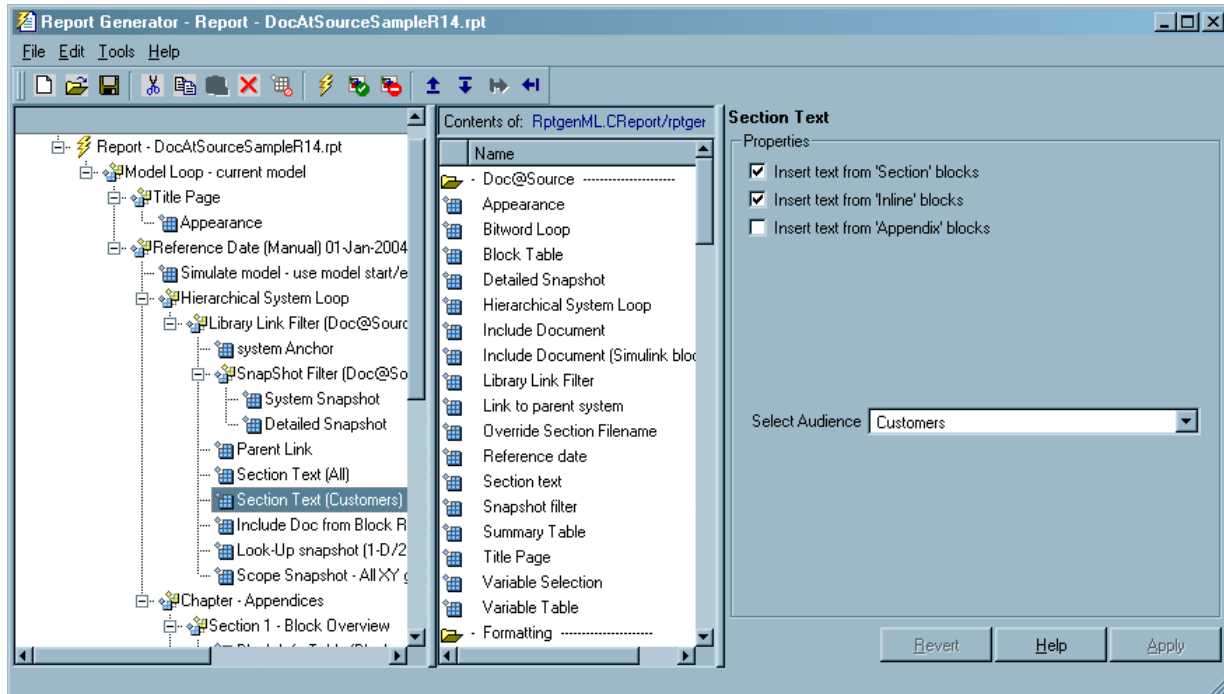 Report Generator - Report - DocAtSourceSampleR14.rpt
File Edit Tools Help
Report - DocAtSourceSampleR14.rpt
Model Loop - current model
Title Page
Appearance
Reference Date (Manual) 01-Jan-2004
Simulate model - use model start/e
Hierarchical System Loop
Library Link Filter (Doc@Sourc
system Anchor
SnapShot Filter (Doc@So
System Snapshot
Detailed Snapshot
Parent Link
Section Text (All)
Section Text (Customers)
Include Doc from Block R
Look-Up snapshot (1-D/2
Scope Snapshot - All XY g
Chapter - Appendices
Section 1 - Block Overview
Contents of: RptgenML.CReport/rptger
Name
- Doc@Source ----------------------
Appearance
Bitword Loop
Block Table
Detailed Snapshot
Hierarchical System Loop
Include Document
Include Document (Simulink bloc
Library Link Filter
Link to parent system
Override Section Filename
Reference date
Section text
Snapshot filter
Summary Table
Title Page
Variable Selection
Variable Table
- Formatting ----------------------
Section Text
Properties
Insert text from 'Section' blocks
Insert text from 'Inline' blocks
Insert text from 'Appendix' blocks
Select Audience Customers
Revert Help Apply